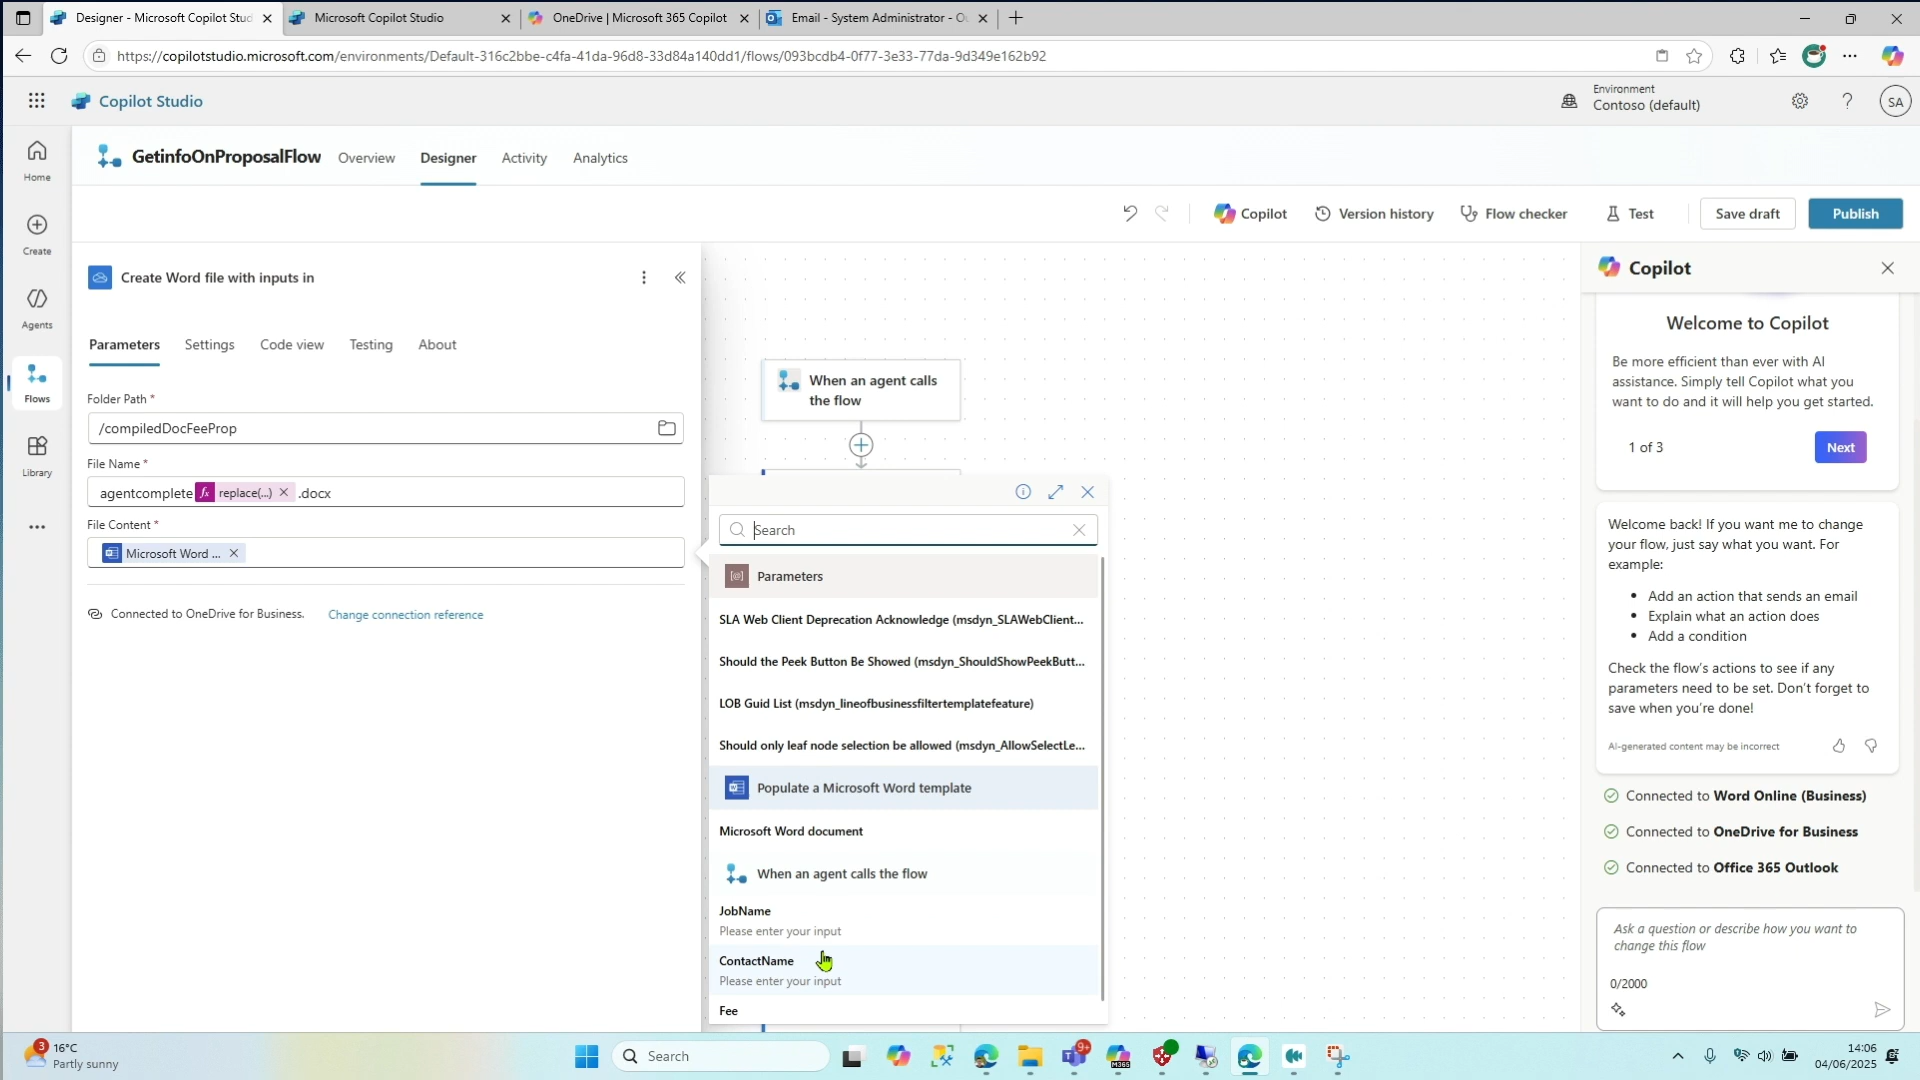 Designer - Microsoft Copilot Stud
Microsoft Copilot Studio
OneDrive | Microsoft 365 Copilot
Email - System Administrator - O
https://copilotstudio.microsoft.com/environments/Default-316c2bbe-c4fa-41da-96d8-33d84a140dd1/flows/093bcdb4-0f77-3e33-77da-9d349e162b92
Copilot Studio
Environment
Contoso (default)
SA
Home
Create
Agents
Flows
Library
GetinfoOnProposalFlow
Overview
Designer
Activity
Analytics
Copilot
Version history
Flow checker
Test
Save draft
Publish
Create Word file with inputs in
Parameters
Settings
Code view
Testing
About
Folder Path *
/compiledDocFeeProp
File Name *
agentcomplete fx replace(...) .docx
File Content *
Microsoft Word ...
Connected to OneDrive for Business.
Change connection reference
When an agent calls
the flow
Search
Parameters
SLA Web Client Deprecation Acknowledge (msdyn_SLAWebClient...
Should the Peek Button Be Showed (msdyn_ShouldShowPeekButt...
LOB Guid List (msdyn_lineofbusinessfiltertemplatefeature)
Should only leaf node selection be allowed (msdyn_AllowSelectLe...
Populate a Microsoft Word template
Microsoft Word document
When an agent calls the flow
JobName
Please enter your input
ContactName
Please enter your input
Fee
Copilot
Welcome to Copilot
Be more efficient than ever with AI
assistance. Simply tell Copilot what you
want to do and it will help you get started.
1 of 3
Next
Welcome back! If you want me to change
your flow, just say what you want. For
example:
• Add an action that sends an email
• Explain what an action does
• Add a condition
Check the flow's actions to see if any
parameters need to be set. Don't forget to
save when you're done!
AI-generated content may be incorrect
Connected to Word Online (Business)
Connected to OneDrive for Business
Connected to Office 365 Outlook
Ask a question or describe how you want to
change this flow
0/2000
3
16°C
Partly sunny
Search
9+
M365
14:06
04/06/2025